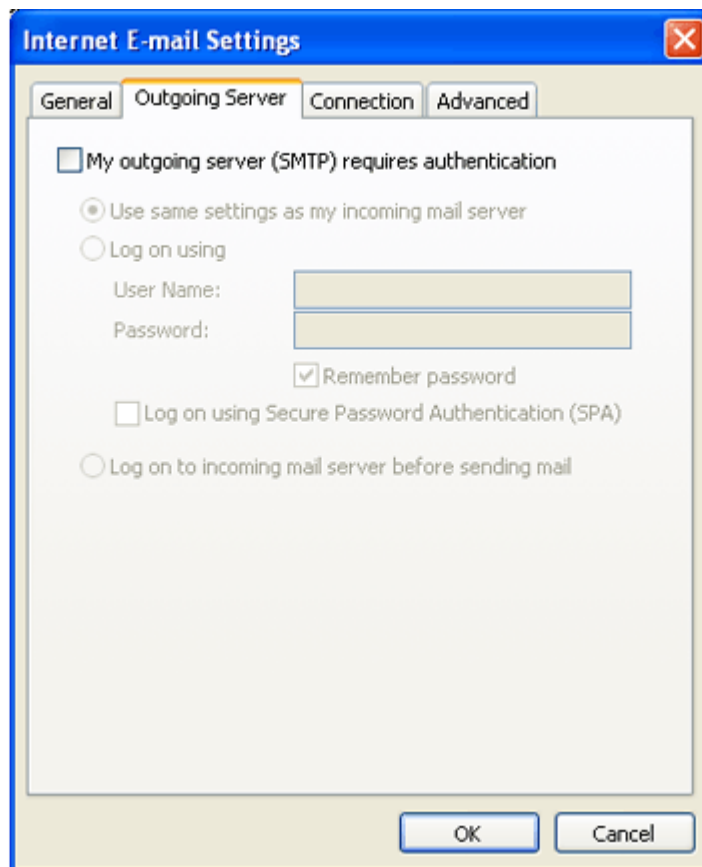 Internet E-mail Settings
General Outgoing Server Connection Advanced
My outgoing server (SMTP) requires authentication
Use same settings as my incoming mail server
Log on using
User Name:
Password:
Remember password
Log on using Secure Password Authentication (SPA)
Log on to incoming mail server before sending mail
OK Cancel